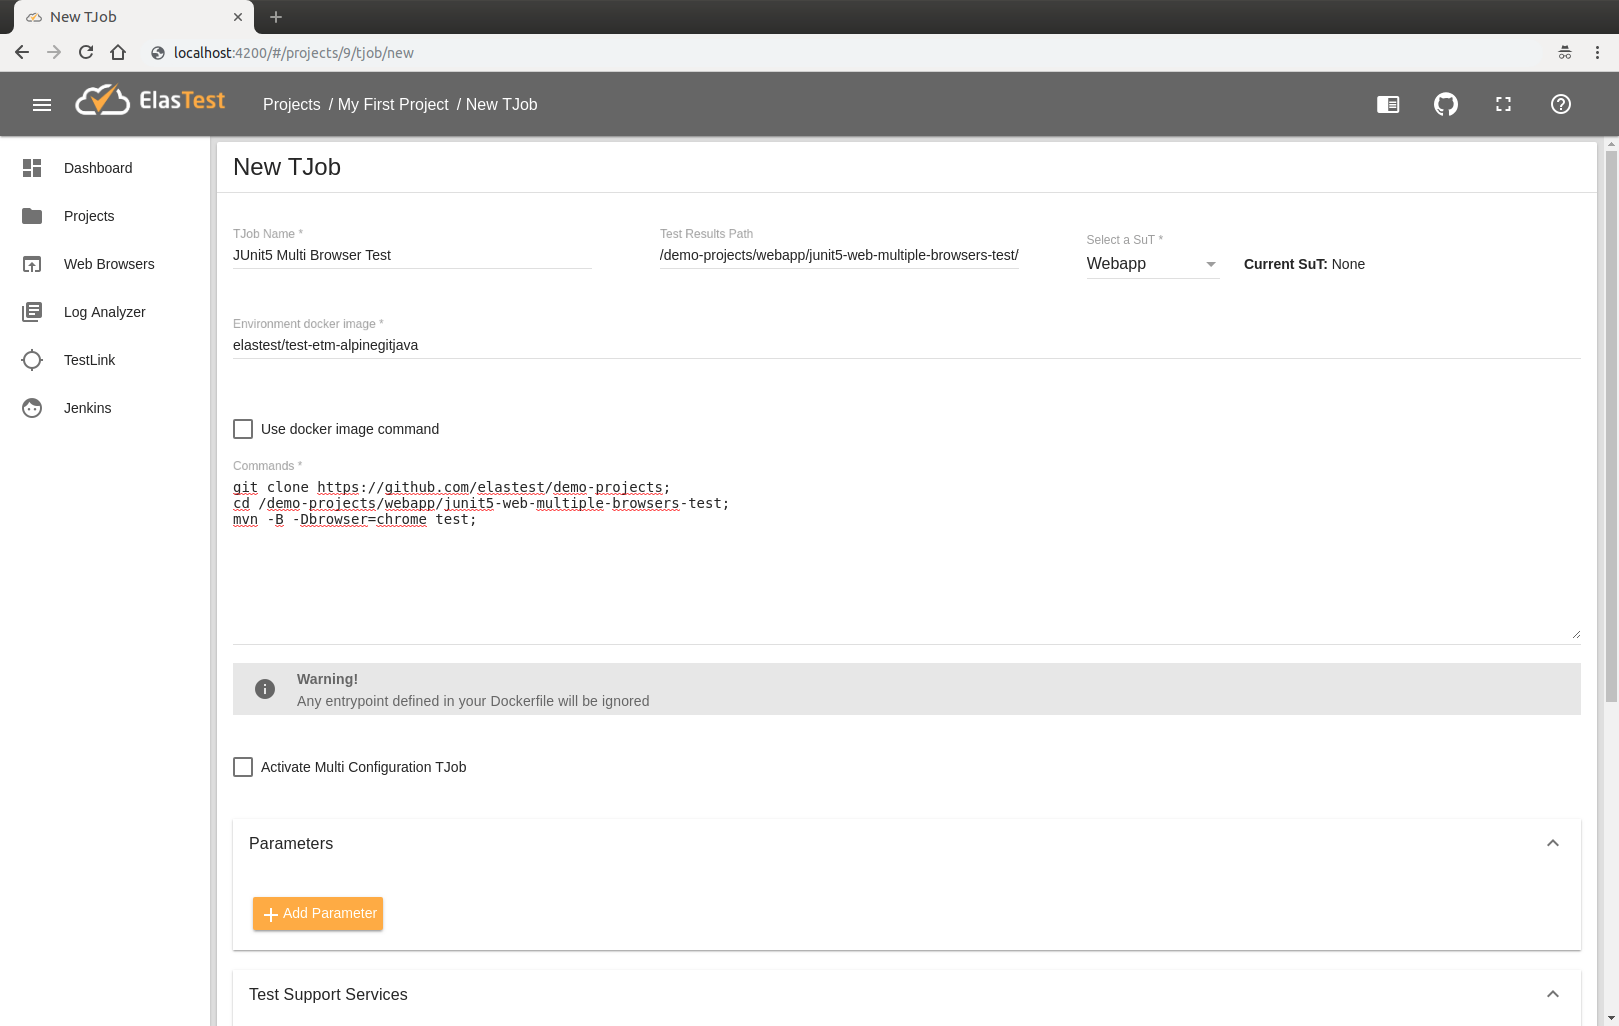 New TJob
localhost:4200/#/projects/9/tjob/new
ElasTest
Projects / My First Project / New TJob
Dashboard
Projects
Web Browsers
Log Analyzer
TestLink
Jenkins
New TJob
TJob Name *
JUnit5 Multi Browser Test
Test Results Path
/demo-projects/webapp/junit5-web-multiple-browsers-test/
Select a SuT *
Webapp
Current SuT: None
Environment docker image *
elastest/test-etm-alpinegitjava
Use docker image command
Commands *
git clone https://github.com/elastest/demo-projects;
cd /demo-projects/webapp/junit5-web-multiple-browsers-test;
mvn -B -Dbrowser=chrome test;
Warning!
Any entrypoint defined in your Dockerfile will be ignored
Activate Multi Configuration TJob
Parameters
Add Parameter
Test Support Services